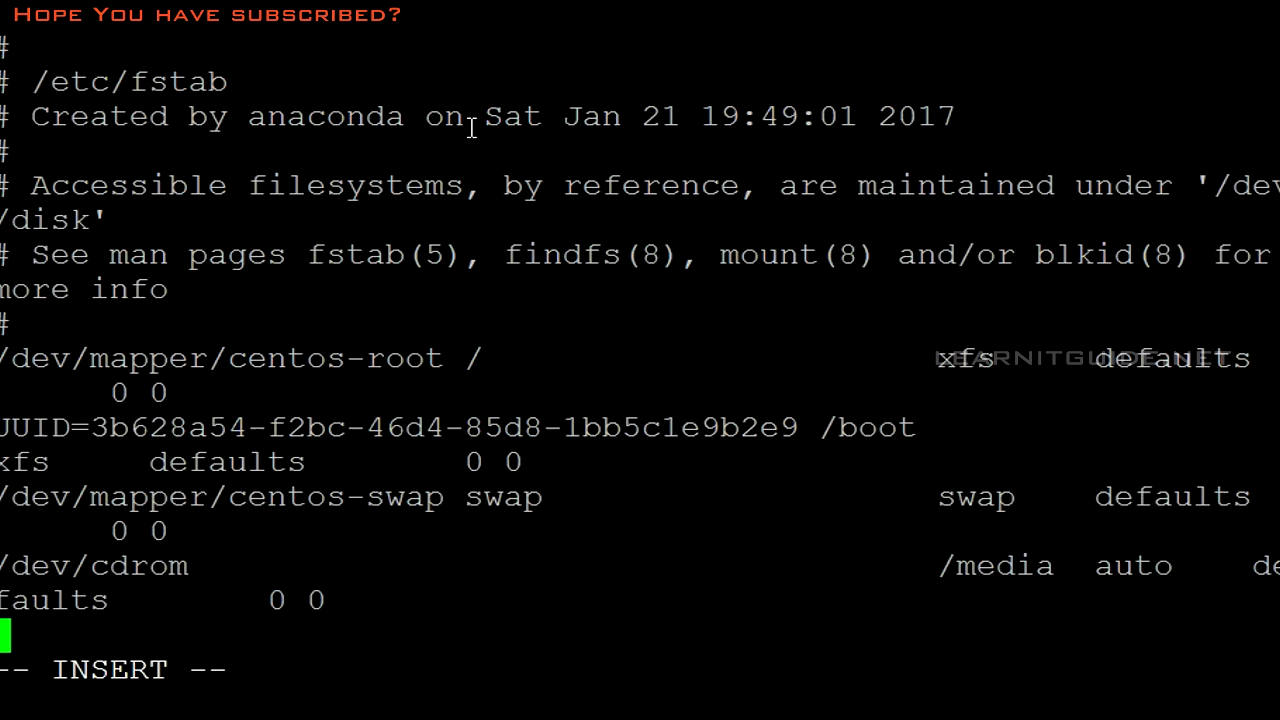 HOPE YOU HAVE SUBSCRIBED?
#
# /etc/fstab
# Created by anaconda on Sat Jan 21 19:49:01 2017
#
# Accessible filesystems, by reference, are maintained under '/dev
/disk'
# See man pages fstab(5), findfs(8), mount(8) and/or blkid(8) for
more info
#
/dev/mapper/centos-root / xfs defaults
0 0
UUID=3b628a54-f2bc-46d4-85d8-1bb5c1e9b2e9 /boot
xfs defaults 0 0
/dev/mapper/centos-swap swap swap defaults
0 0
/dev/cdrom /media auto de
faults 0 0
-- INSERT --
LEARNITGUIDE.NET